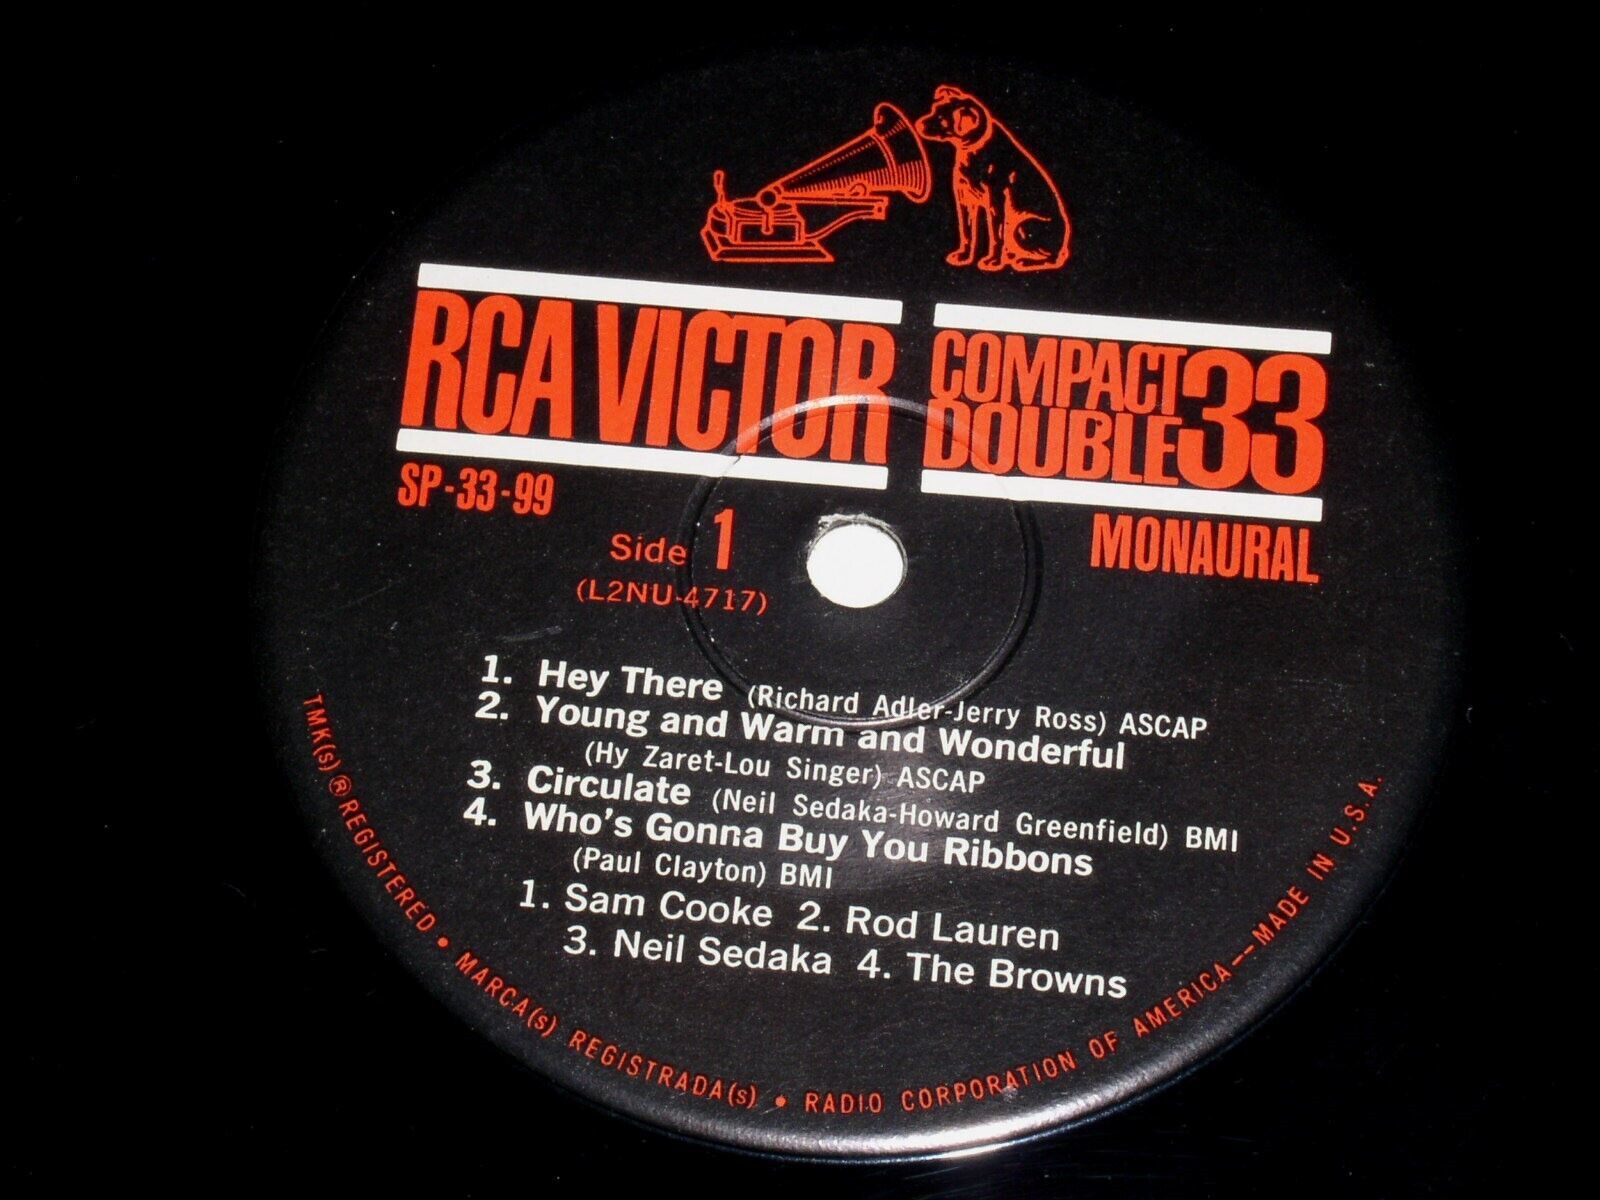 RCA VICTOR COMPACT DOUBLE 33
SP-33-99
MONAURAL
Side 1
(L2NU-4717)
1. Hey There (Richard Adler-Jerry Ross) ASCAP
2. Young and Warm and Wonderful
(Hy Zaret-Lou Singer) ASCAP
3. Circulate (Neil Sedaka-Howard Greenfield) BMI
4. Who's Gonna Buy You Ribbons
(Paul Clayton) BMI
1. Sam Cooke 2. Rod Lauren
3. Neil Sedaka 4. The Browns
TMK(s) ® REGISTERED • MARCA(s) REGISTRADA(s) • RADIO CORPORATION OF AMERICA—MADE IN U.S.A.